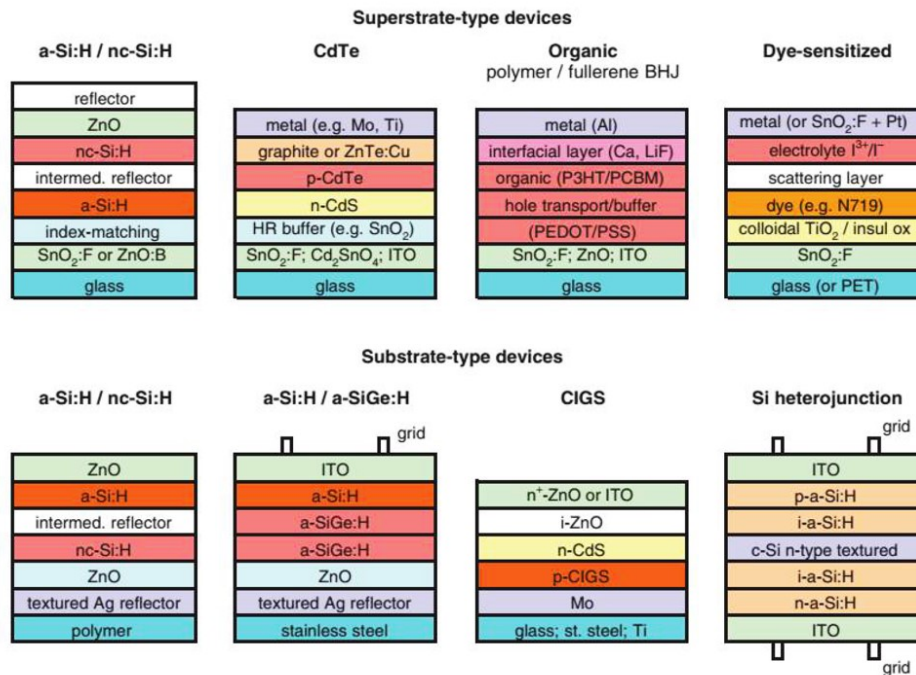 Superstrate-type devices
a-Si:H / nc-Si:H
reflector
ZnO
nc-Si:H
intermed. reflector
a-Si:H
index-matching
SnO₂:F or ZnO:B
glass
CdTe
metal (e.g. Mo, Ti)
graphite or ZnTe:Cu
p-CdTe
n-CdS
HR buffer (e.g. SnO₂)
SnO₂:F; Cd₂SnO₄; ITO
glass
Organic
polymer / fullerene BHJ
metal (Al)
interfacial layer (Ca, LiF)
organic (P3HT/PCBM)
hole transport/buffer
(PEDOT/PSS)
SnO₂:F; ZnO; ITO
glass
Dye-sensitized
metal (or SnO₂:F + Pt)
electrolyte I³⁺/I⁻
scattering layer
dye (e.g. N719)
colloidal TiO₂ / insul ox
SnO₂:F
glass (or PET)
Substrate-type devices
a-Si:H / nc-Si:H
ZnO
a-Si:H
intermed. reflector
nc-Si:H
ZnO
textured Ag reflector
polymer
a-Si:H / a-SiGe:H
grid
ITO
a-Si:H
a-SiGe:H
a-SiGe:H
ZnO
textured Ag reflector
stainless steel
CIGS
n⁺-ZnO or ITO
i-ZnO
n-CdS
p-CIGS
Mo
glass; st. steel; Ti
Si heterojunction
grid
ITO
p-a-Si:H
i-a-Si:H
c-Si n-type textured
i-a-Si:H
n-a-Si:H
ITO
grid